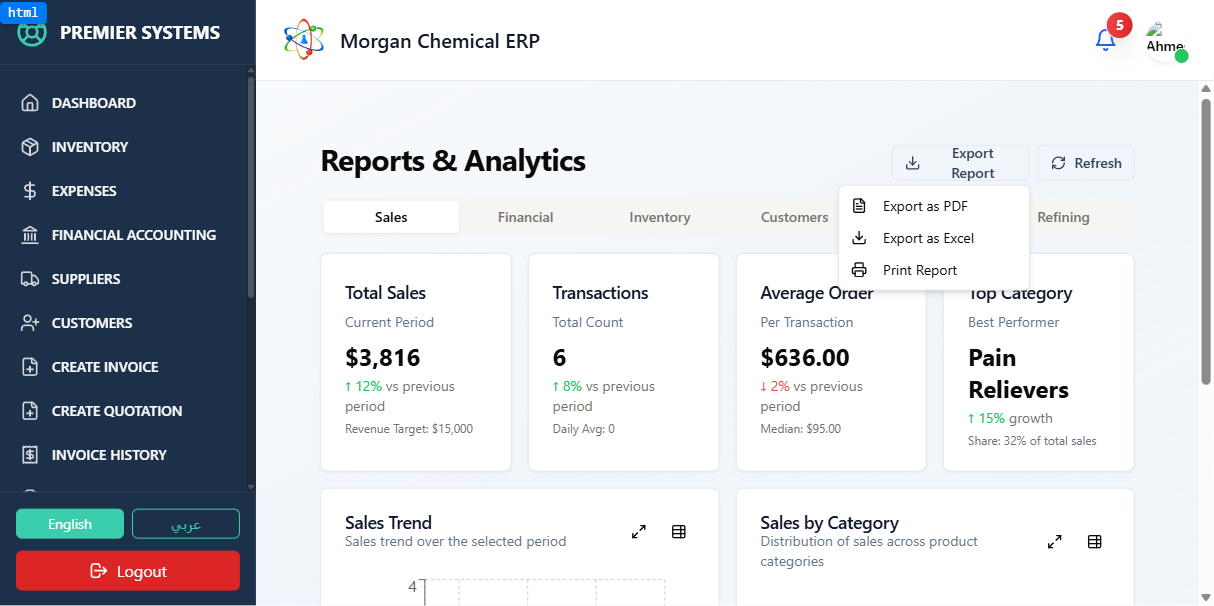 html
PREMIER SYSTEMS
DASHBOARD
INVENTORY
EXPENSES
FINANCIAL ACCOUNTING
SUPPLIERS
CUSTOMERS
CREATE INVOICE
CREATE QUOTATION
INVOICE HISTORY
English
عربي
Logout
Morgan Chemical ERP
5
Ahme
Reports & Analytics
Export
Report
Refresh
Export as PDF
Export as Excel
Print Report
Sales
Financial
Inventory
Customers
Refining
Total Sales
Current Period
$3,816
↑ 12% vs previous
period
Revenue Target: $15,000
Transactions
Total Count
6
↑ 8% vs previous
period
Daily Avg: 0
Average Order
Per Transaction
$636.00
↓ 2% vs previous
period
Median: $95.00
Top Category
Best Performer
Pain
Relievers
↑ 15% growth
Share: 32% of total sales
Sales Trend
Sales trend over the selected period
4
Sales by Category
Distribution of sales across product
categories